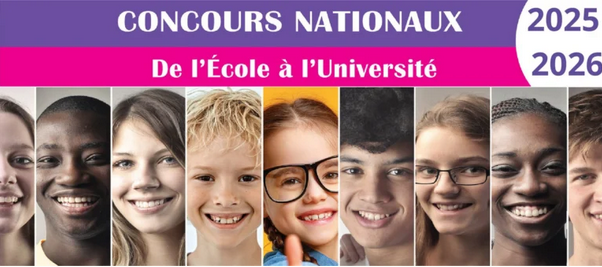 CONCOURS NATIONAUX
De l'École à l'Université
2025
2026